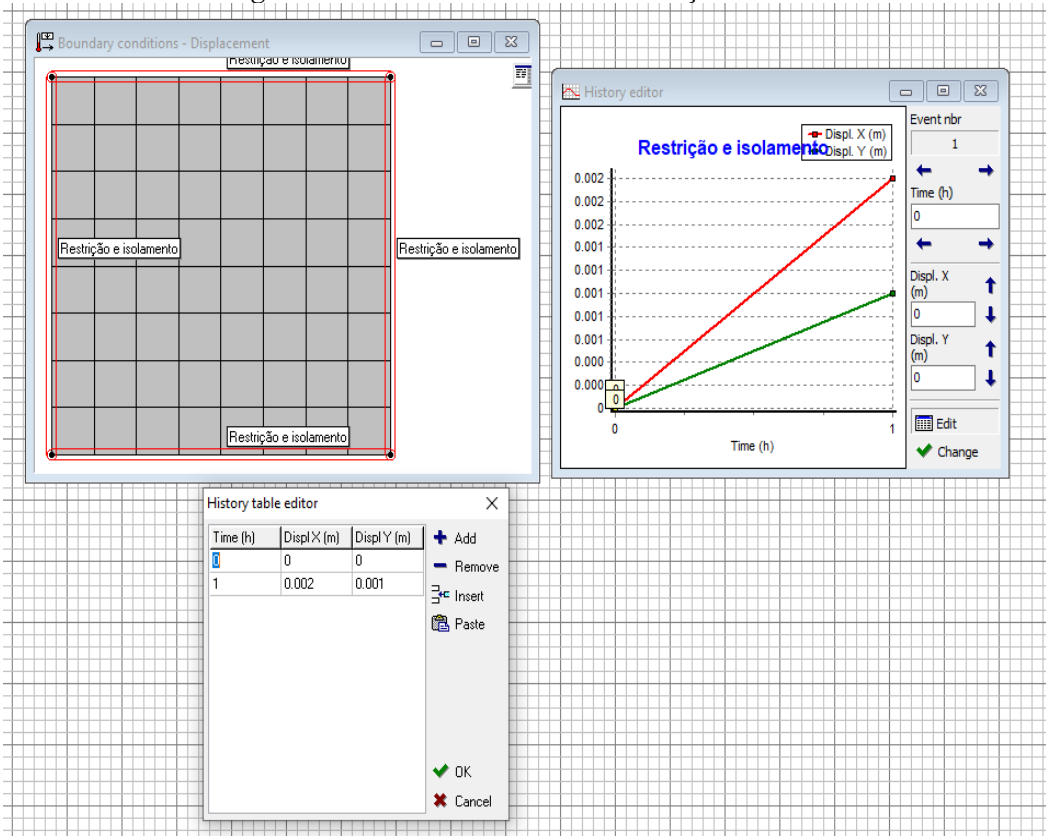 Boundary conditions - Displacement
Restrição e isolamento
Restrição e isolamento
Restrição e isolamento
Restrição e isolamento
History editor
Restrição e isolamento
Displ. X (m)
Displ. Y (m)
0.002
0.002
0.002
0.001
0.001
0.001
0.001
0.001
0.000
0.000
0
0
0
1
Time (h)
Event nbr
1
Time (h)
0
Displ. X
(m)
0
Displ. Y
(m)
0
Edit
Change
History table editor
Time (h) Displ X (m) Displ Y (m)
0 0 0
1 0.002 0.001
Add
Remove
Insert
Paste
OK
Cancel